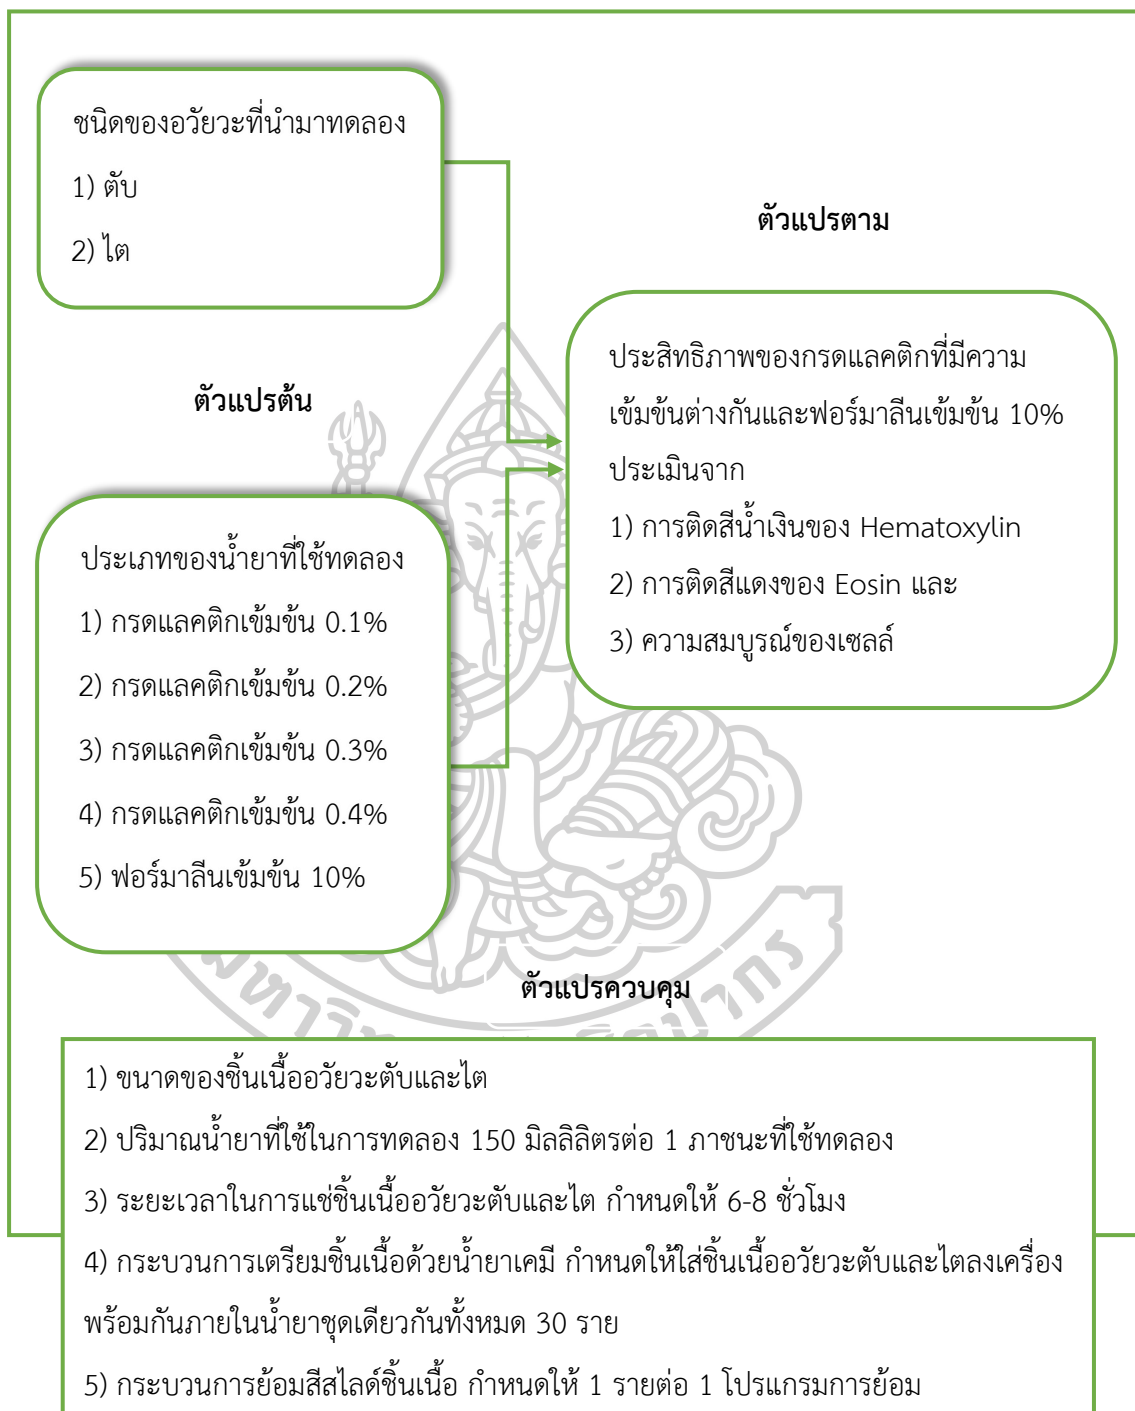 ชนิดของอวัยวะที่นำมาทดลอง
1) ตับ
2) ไต
ตัวแปรตาม
ประสิทธิภาพของกรดแลคติกที่มีความ
เข้มข้นต่างกันและฟอร์มาลีนเข้มข้น 10%
ประเมินจาก
1) การติดสีน้ำเงินของ Hematoxylin
2) การติดสีแดงของ Eosin และ
3) ความสมบูรณ์ของเซลล์
ตัวแปรต้น
ประเภทของน้ำยาที่ใช้ทดลอง
1) กรดแลคติกเข้มข้น 0.1%
2) กรดแลคติกเข้มข้น 0.2%
3) กรดแลคติกเข้มข้น 0.3%
4) กรดแลคติกเข้มข้น 0.4%
5) ฟอร์มาลีนเข้มข้น 10%
ตัวแปรควบคุม
1) ขนาดของชิ้นเนื้ออวัยวะตับและไต
2) ปริมาณน้ำยาที่ใช้ในการทดลอง 150 มิลลิลิตรต่อ 1 ภาชนะที่ใช้ทดลอง
3) ระยะเวลาในการแช่ชิ้นเนื้ออวัยวะตับและไต กำหนดให้ 6-8 ชั่วโมง
4) กระบวนการเตรียมชิ้นเนื้อด้วยน้ำยาเคมี กำหนดให้ใส่ชิ้นเนื้ออวัยวะตับและไตลงเครื่อง
พร้อมกันภายในน้ำยาชุดเดียวกันทั้งหมด 30 ราย
5) กระบวนการย้อมสีสไลด์ชิ้นเนื้อ กำหนดให้ 1 รายต่อ 1 โปรแกรมการย้อม